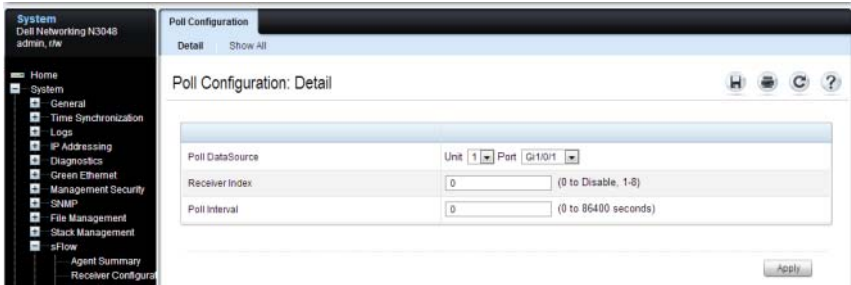 System
Dell Networking N3048
admin, r/w
Home
System
General
Time Synchronization
Logs
IP Addressing
Diagnostics
Green Ethernet
Management Security
SNMP
File Management
Stack Management
sFlow
Agent Summary
Receiver Configurat
Poll Configuration
Detail Show All
Poll Configuration: Detail
?
Poll DataSource Unit 1 Port Gi1/0/1
Receiver Index 0 (0 to Disable, 1-8)
Poll Interval 0 (0 to 86400 seconds)
Apply